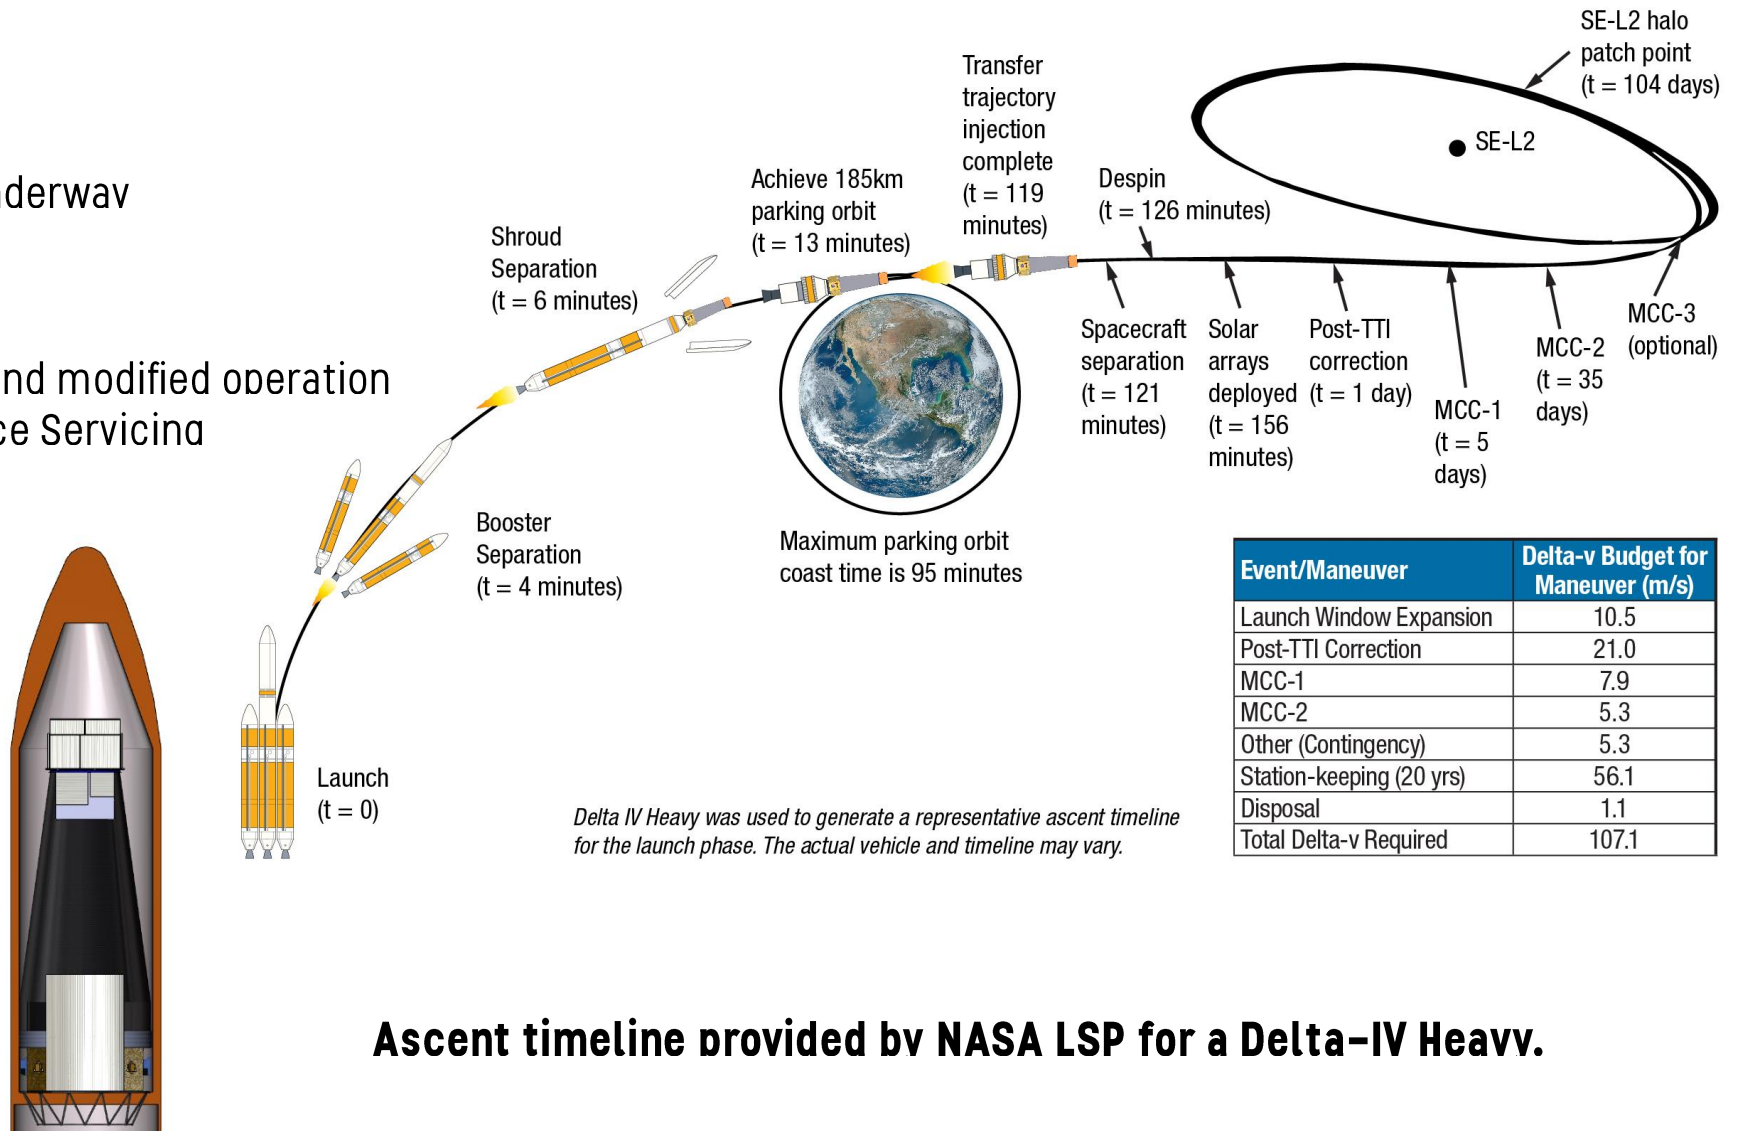 nderway
nd modified operation
ce Servicing
Launch
(t = 0)
Booster
Separation
(t = 4 minutes)
Shroud
Separation
(t = 6 minutes)
Achieve 185km
parking orbit
(t = 13 minutes)
Maximum parking orbit
coast time is 95 minutes
Transfer
trajectory
injection
complete
(t = 119
minutes)
Spacecraft
separation
(t = 121
minutes)
Despin
(t = 126 minutes)
Solar
arrays
deployed
(t = 156
minutes)
Post-TTI
correction
(t = 1 day)
MCC-1
(t = 5
days)
MCC-2
(t = 35
days)
MCC-3
(optional)
SE-L2 halo
patch point
(t = 104 days)
SE-L2
Event/Maneuver Delta-v Budget for
Maneuver (m/s)
Launch Window Expansion 10.5
Post-TTI Correction 21.0
MCC-1 7.9
MCC-2 5.3
Other (Contingency) 5.3
Station-keeping (20 yrs) 56.1
Disposal 1.1
Total Delta-v Required 107.1
Delta IV Heavy was used to generate a representative ascent timeline
for the launch phase. The actual vehicle and timeline may vary.
Ascent timeline provided by NASA LSP for a Delta-IV Heavy.